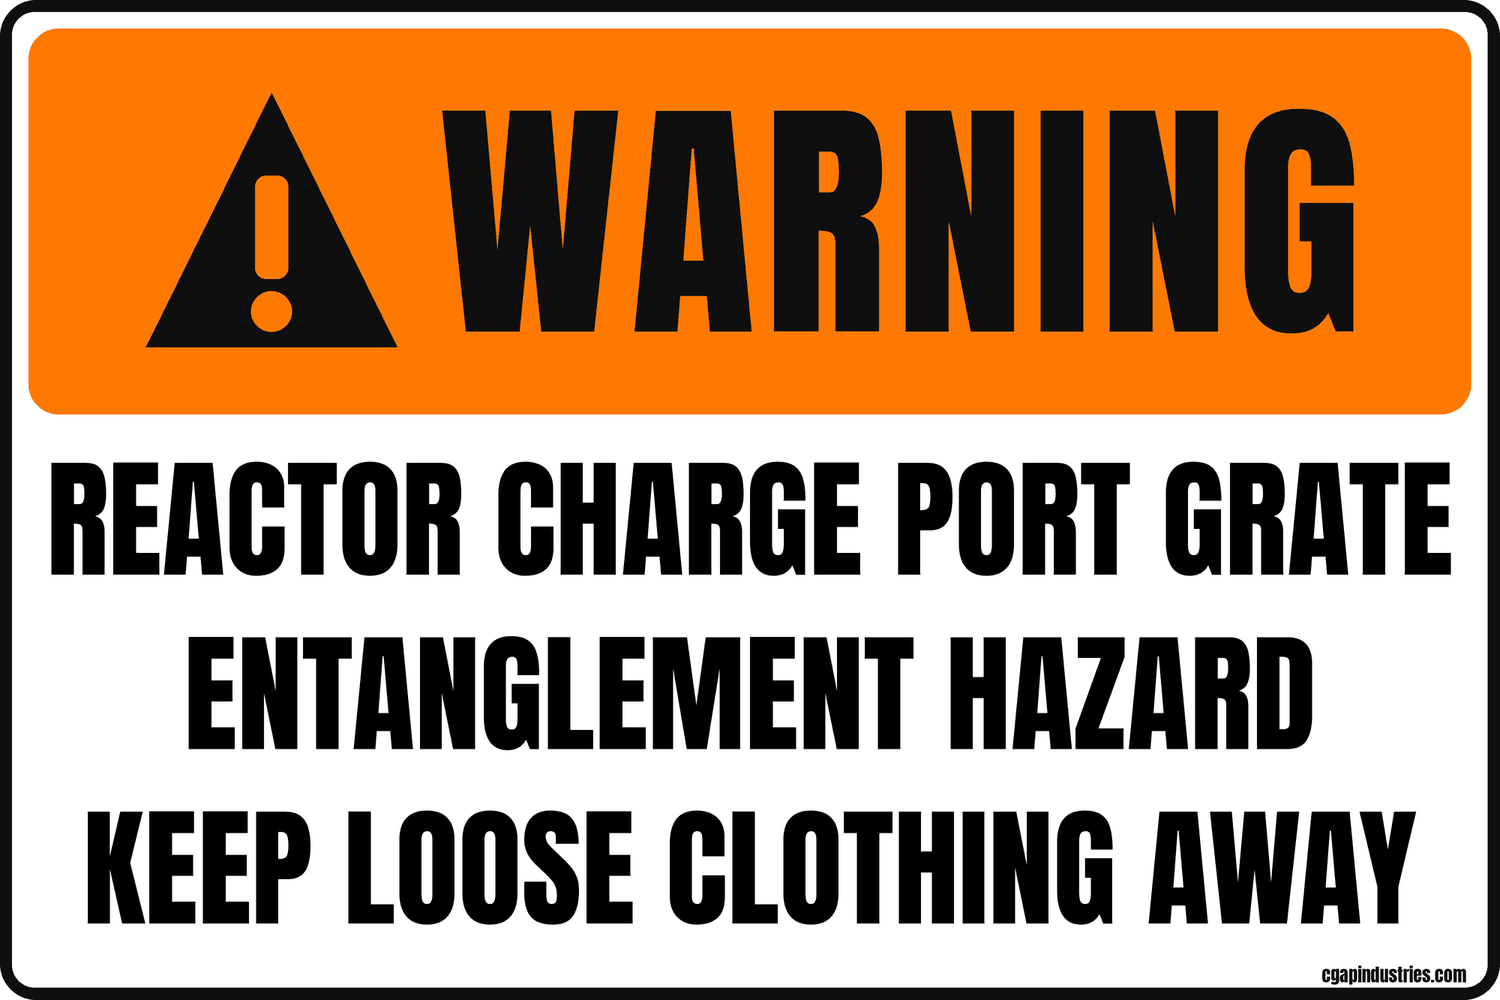 WARNING
REACTOR CHARGE PORT GRATE
ENTANGLEMENT HAZARD
KEEP LOOSE CLOTHING AWAY
cgapindustries.com